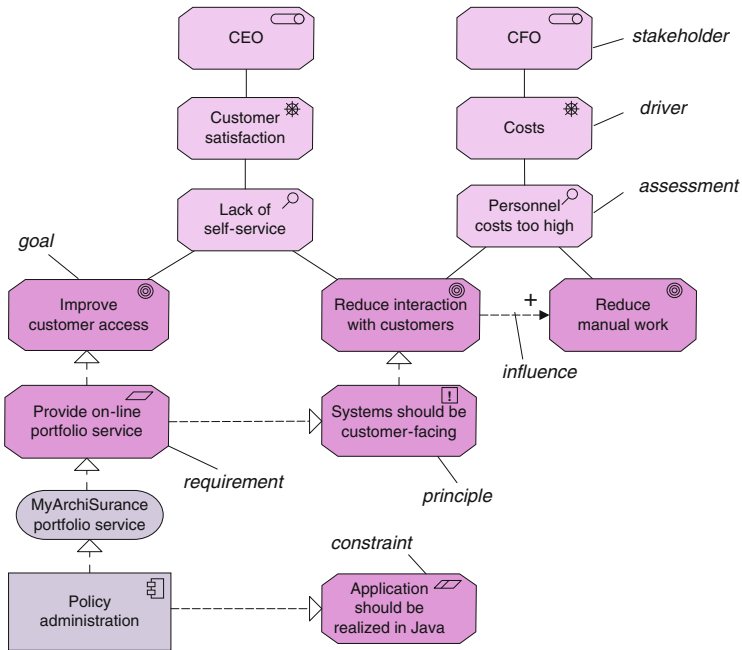 CEO
CFO
stakeholder
Customer
satisfaction
Costs
driver
Lack of
self-service
Personnel
costs too high
assessment
goal
Improve
customer access
Reduce interaction
with customers
+
Reduce
manual work
influence
Provide on-line
portfolio service
!
Systems should be
customer-facing
requirement
principle
MyArchiSurance
portfolio service
constraint
Policy
administration
Application
should be
realized in Java